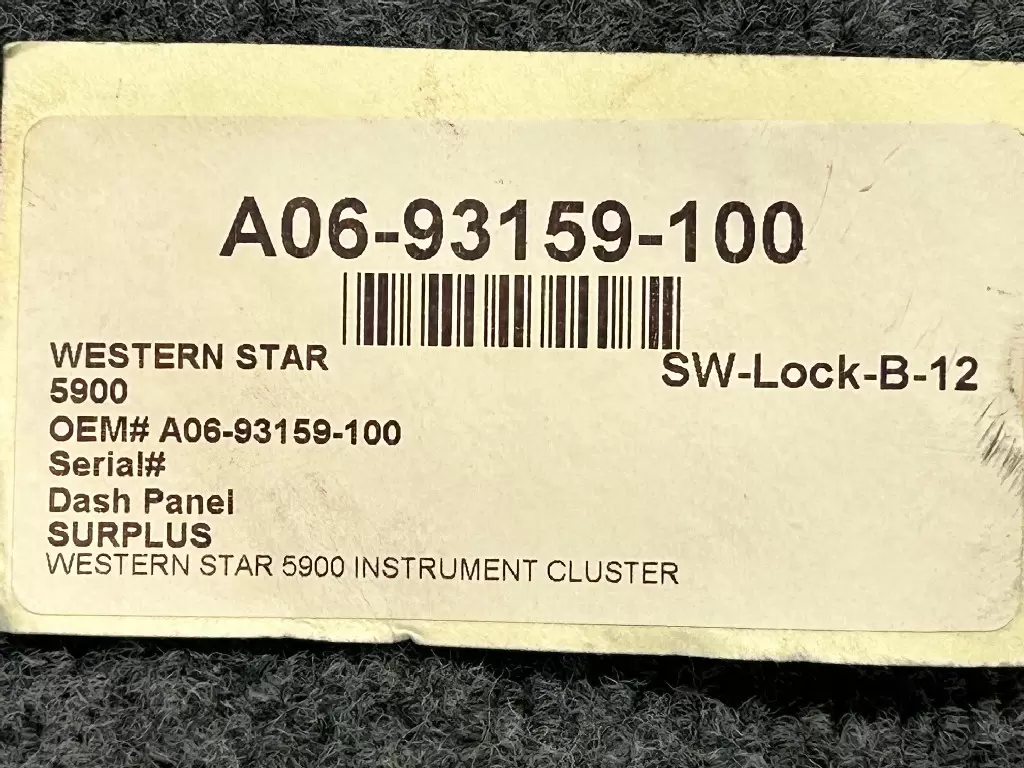 A06-93159-100
WESTERN STAR
SW-Lock-B-12
5900
OEM# A06-93159-100
Serial#
Dash Panel
SURPLUS
WESTERN STAR 5900 INSTRUMENT CLUSTER